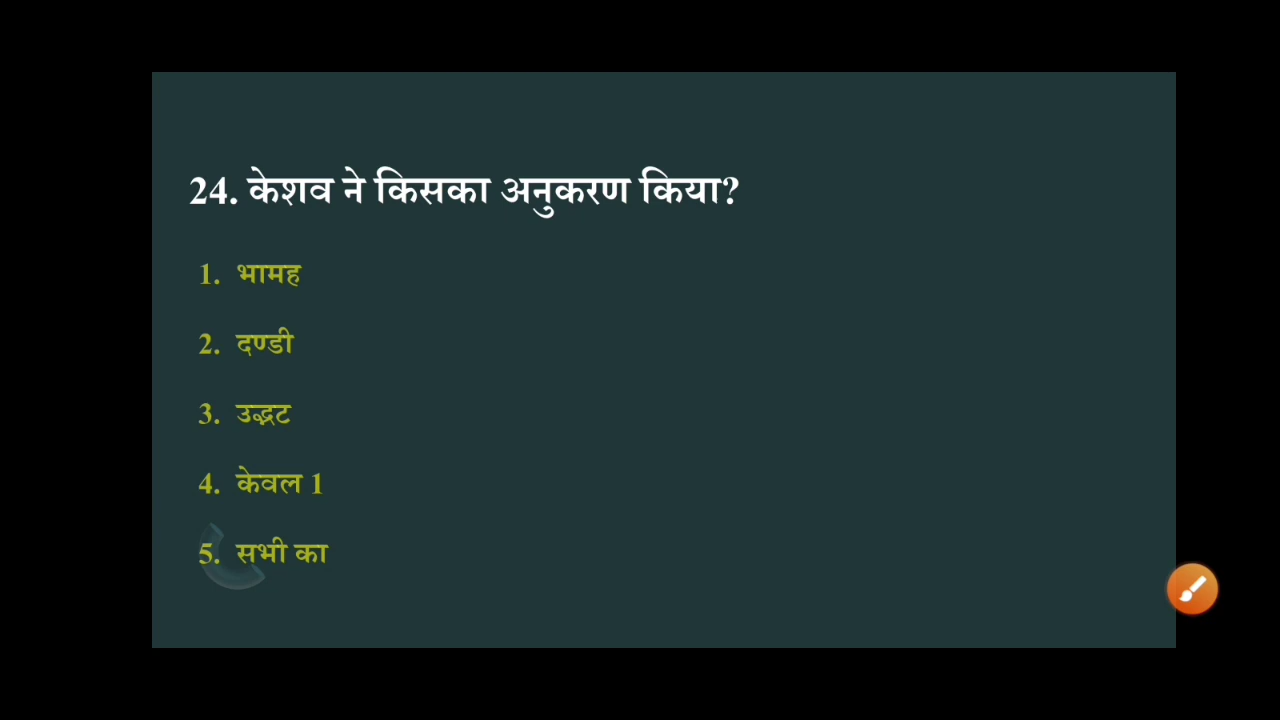 24. केशव ने किसका अनुकरण किया?
1. भामह
2. दण्डी
3. उद्भट
4. केवल 1
5. सभी का